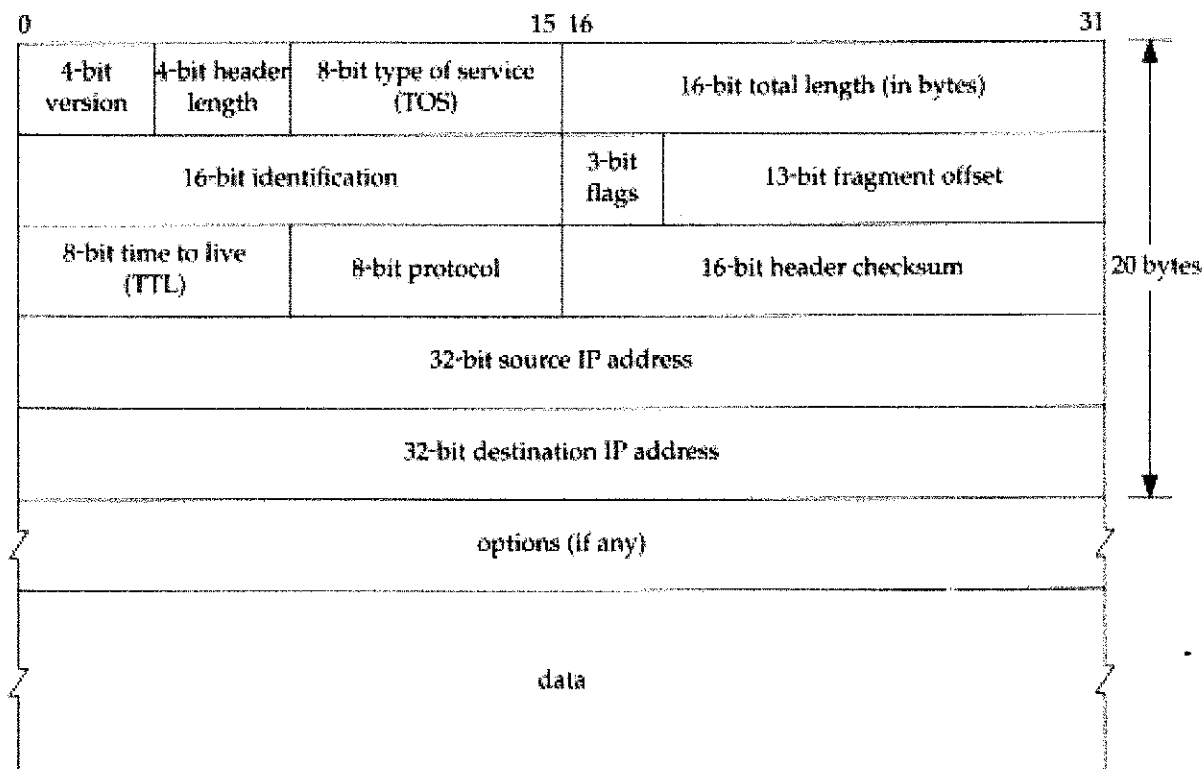 0 15 16 31
4-bit version
4-bit header length
8-bit type of service (TOS)
16-bit total length (in bytes)
16-bit identification
3-bit flags
13-bit fragment offset
8-bit time to live (TTL)
8-bit protocol
16-bit header checksum
20 bytes
32-bit source IP address
32-bit destination IP address
options (if any)
data